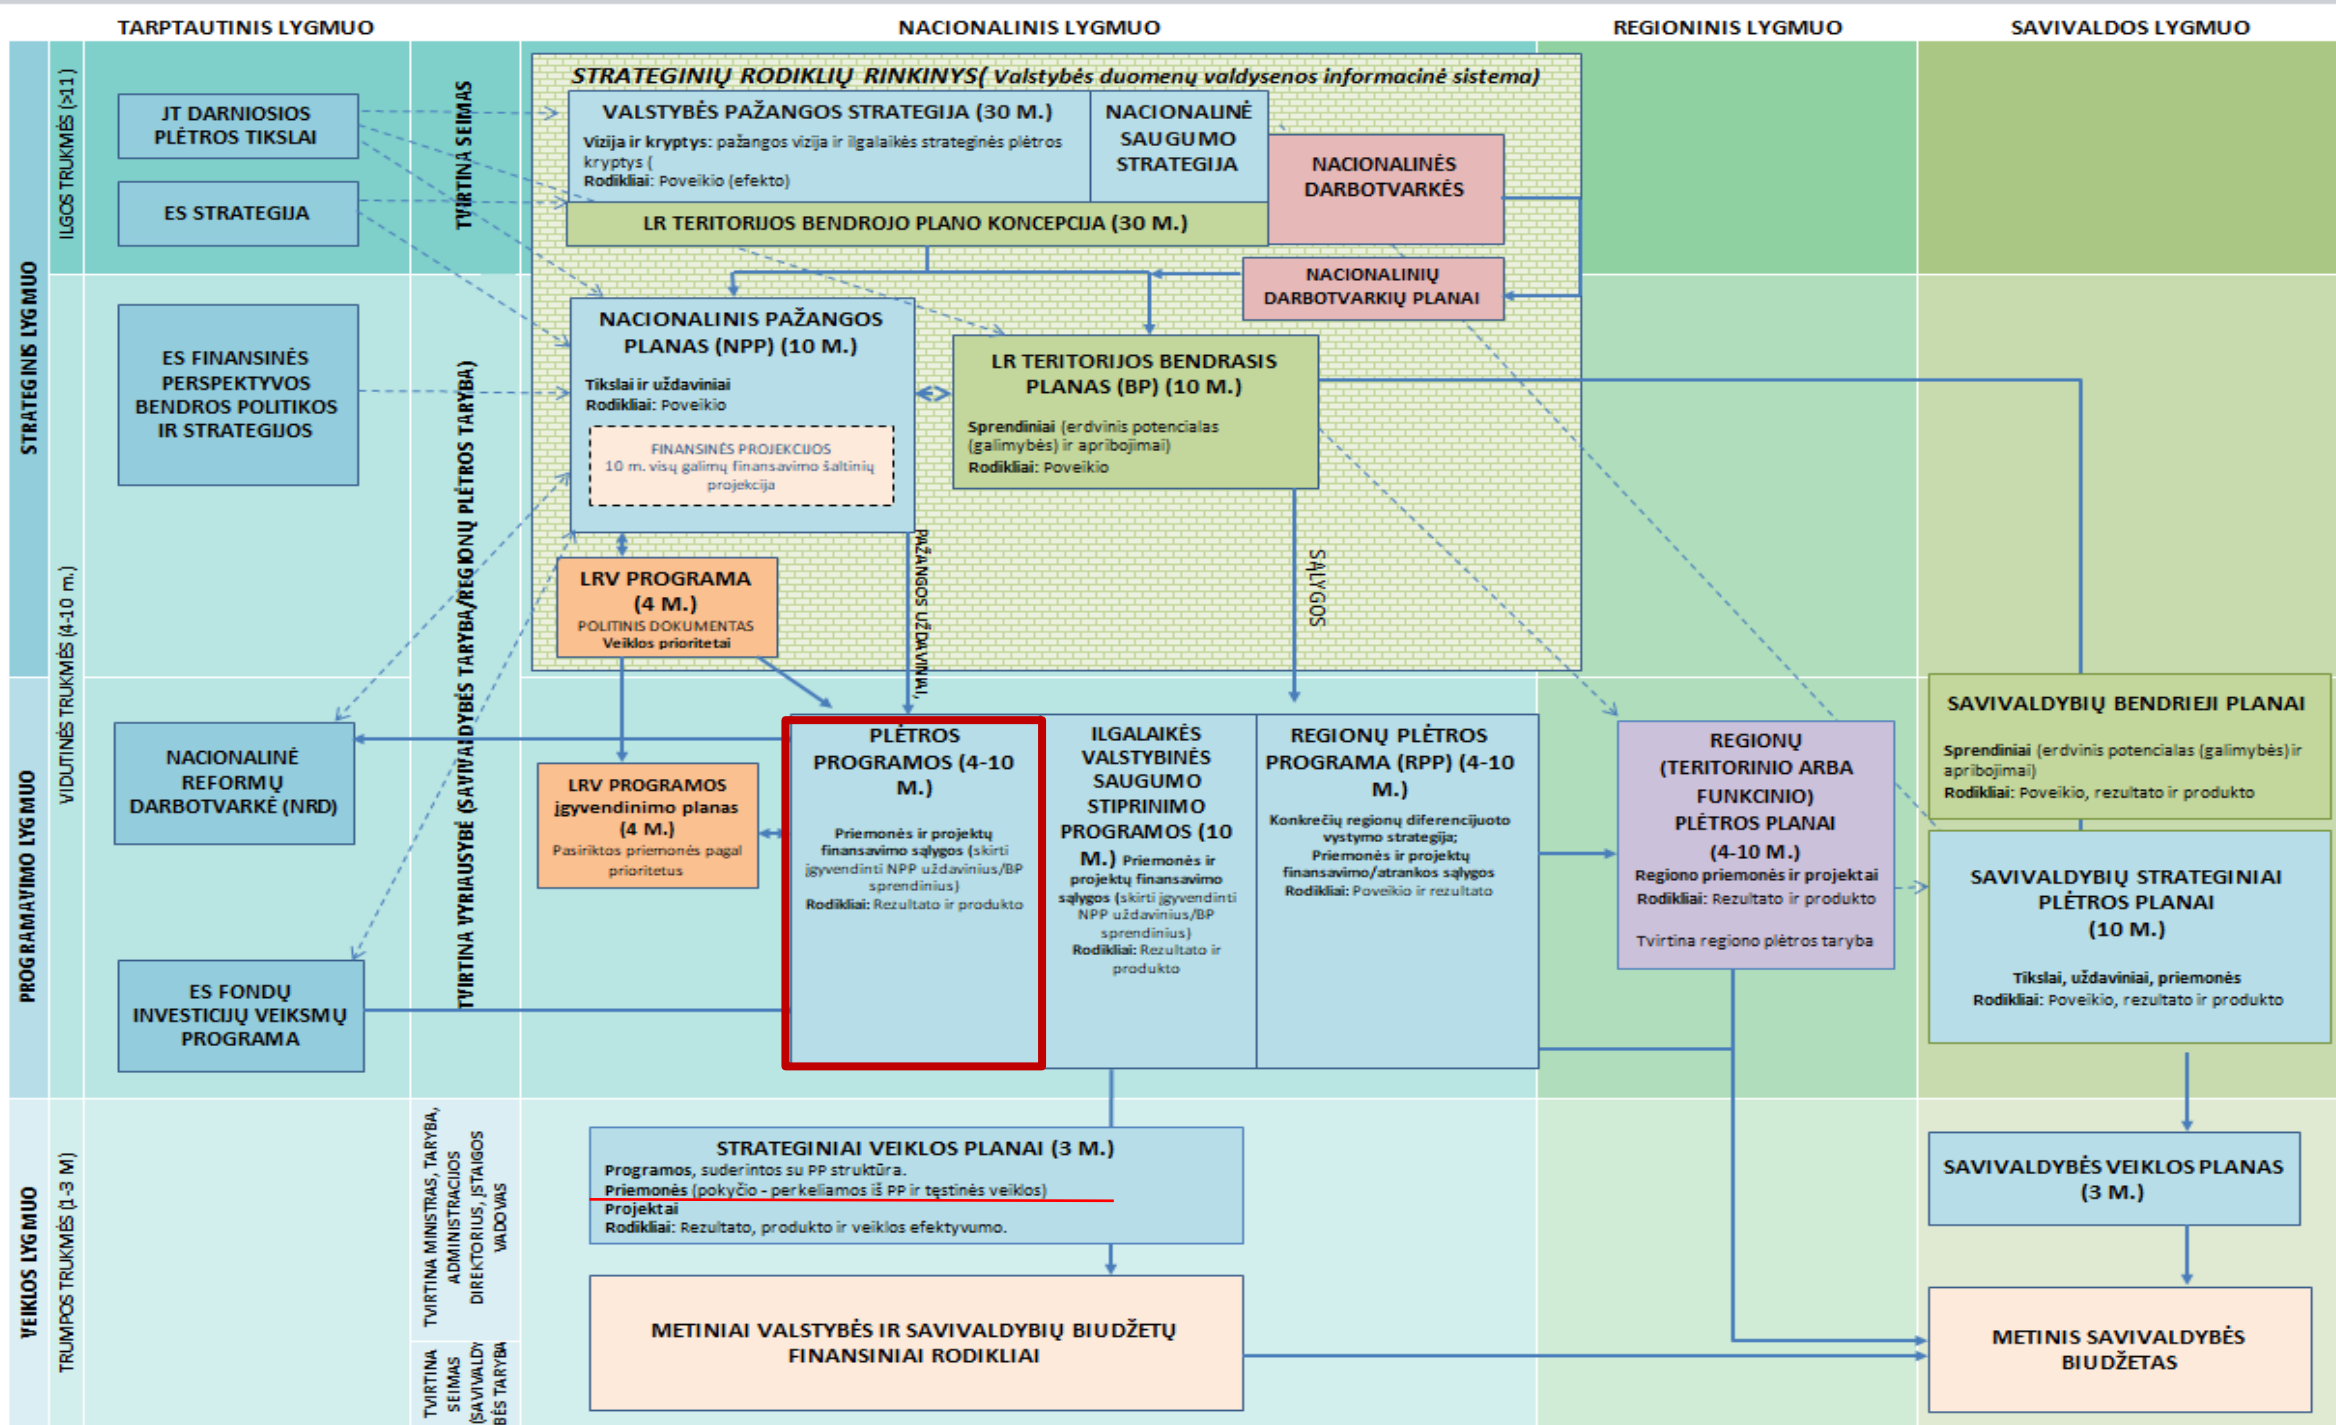 TARPTAUTINIS LYGMUO
NACIONALINIS LYGMUO
REGIONINIS LYGMUO
SAVIVALDOS LYGMUO
STRATEGINIS LYGMUO
PROGRAMAVIMO LYGMUO
VEIKLOS LYGMUO
ILGOS TRUKMĖS (>11)
VIDUTINĖS TRUKMĖS (4-10 m.)
TRUMPOS TRUKMĖS (1-3 M)
JT DARNIOSIOS
PLĖTROS TIKSLAI
ES STRATEGIJA
ES FINANSINĖS
PERSPEKTYVOS
BENDROS POLITIKOS
IR STRATEGIJOS
NACIONALINĖ
REFORMŲ
DARBOTVARKĖ (NRD)
ES FONDŲ
INVESTICIJŲ VEIKSMŲ
PROGRAMA
TVIRTINA SEIMAS
TVIRTINA VYRIAUSYBĖ (SAVIVALDYBĖS TARYBA/REGIONŲ PLĖTROS TARYBA)
TVIRTINA MINISTRAS, TARYBA,
ADMINISTRACIJOS
DIREKTORIUS, ĮSTAIGOS
VADOVAS
TVIRTINA
SEIMAS
(SAVIVALDY
BĖS TARYBA
STRATEGINIŲ RODIKLIŲ RINKINYS( Valstybės duomenų valdysenos informacinė sistema)
VALSTYBĖS PAŽANGOS STRATEGIJA (30 M.)
Vizija ir kryptys: pažangos vizija ir ilgalaikės strateginės plėtros
kryptys (
Rodikliai: Poveikio (efekto)
NACIONALINĖ
SAUGUMO
STRATEGIJA
NACIONALINĖS
DARBOTVARKĖS
LR TERITORIJOS BENDROJO PLANO KONCEPCIJA (30 M.)
NACIONALINIŲ
DARBOTVARKIŲ PLANAI
NACIONALINIS PAŽANGOS
PLANAS (NPP) (10 M.)
Tikslai ir uždaviniai
Rodikliai: Poveikio
FINANSINĖS PROJEKCIJOS
10 m. visų galimų finansavimo šaltinių
projekcija
LR TERITORIJOS BENDRASIS
PLANAS (BP) (10 M.)
Sprendiniai (erdvinis potencialas
(galimybės) ir apribojimai)
Rodikliai: Poveikio
PAŽANGOS UŽDAVINIAI,
SĄLYGOS
LRV PROGRAMA
(4 M.)
POLITINIS DOKUMENTAS
Veiklos prioritetai
LRV PROGRAMOS
įgyvendinimo planas
(4 M.)
Pasiriktos priemonės pagal
prioritetus
PLĖTROS
PROGRAMOS (4-10
M.)
Priemonės ir projektų
finansavimo sąlygos (skirti
įgyvendinti NPP uždavinius/BP
sprendinius)
Rodikliai: Rezultato ir produkto
ILGALAIKĖS
VALSTYBINĖS
SAUGUMO
STIPRINIMO
PROGRAMOS (10
M.) Priemonės ir
projektų finansavimo
sąlygos (skirti įgyvendinti
NPP uždavinius/BP
sprendinius)
Rodikliai: Rezultato ir
produkto
REGIONŲ PLĖTROS
PROGRAMA (RPP) (4-10
M.)
Konkrečių regionų diferencijuoto
vystymo strategija;
Priemonės ir projektų
finansavimo/atrankos sąlygos
Rodikliai: Poveikio ir rezultato
REGIONŲ
(TERITORINIO ARBA
FUNKCINIO)
PLĖTROS PLANAI
(4-10 M.)
Regiono priemonės ir projektai
Rodikliai: Rezultato ir produkto
Tvirtina regiono plėtros taryba
SAVIVALDYBIŲ BENDRIEJI PLANAI
Sprendiniai (erdvinis potencialas (galimybės) ir
apribojimai)
Rodikliai: Poveikio, rezultato ir produkto
SAVIVALDYBIŲ STRATEGINIAI
PLĖTROS PLANAI
(10 M.)
Tikslai, uždaviniai, priemonės
Rodikliai: Poveikio, rezultato ir produkto
STRATEGINIAI VEIKLOS PLANAI (3 M.)
Programos, suderintos su PP struktūra.
Priemonės (pokyčio - perkeliamos iš PP ir tęstinės veiklos)
Projektai
Rodikliai: Rezultato, produkto ir veiklos efektyvumo.
SAVIVALDYBĖS VEIKLOS PLANAS
(3 M.)
METINIAI VALSTYBĖS IR SAVIVALDYBIŲ BIUDŽETŲ
FINANSINIAI RODIKLIAI
METINIS SAVIVALDYBĖS
BIUDŽETAS